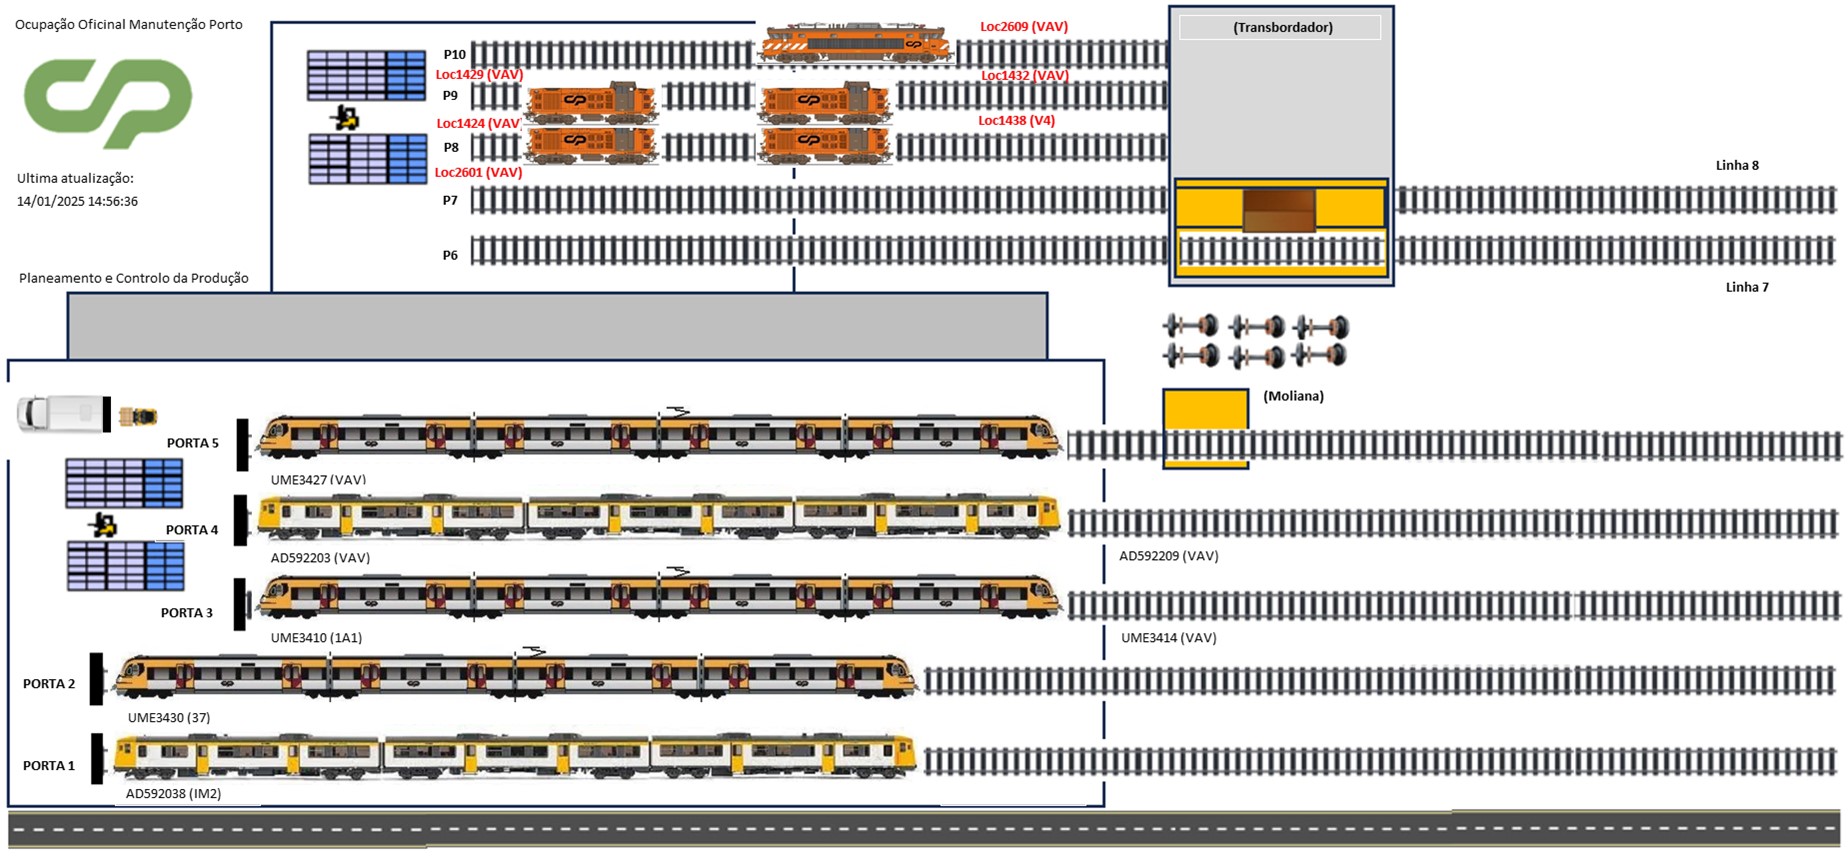 Ocupação Oficinal Manutenção Porto
CP
Ultima atualização:
14/01/2025 14:56:36
Planeamento e Controlo da Produção
P10
Loc2609 (VAV)
(Transbordador)
Loc1429 (VAV)
Loc1432 (VAV)
P9
Loc1424 (VAV)
Loc1438 (V4)
P8
Loc2601 (VAV)
P7
Linha 8
P6
Linha 7
(Moliana)
PORTA 5
UME3427 (VAV)
PORTA 4
AD592203 (VAV)
AD592209 (VAV)
PORTA 3
UME3410 (1A1)
UME3414 (VAV)
PORTA 2
UME3430 (37)
PORTA 1
AD592038 (IM2)